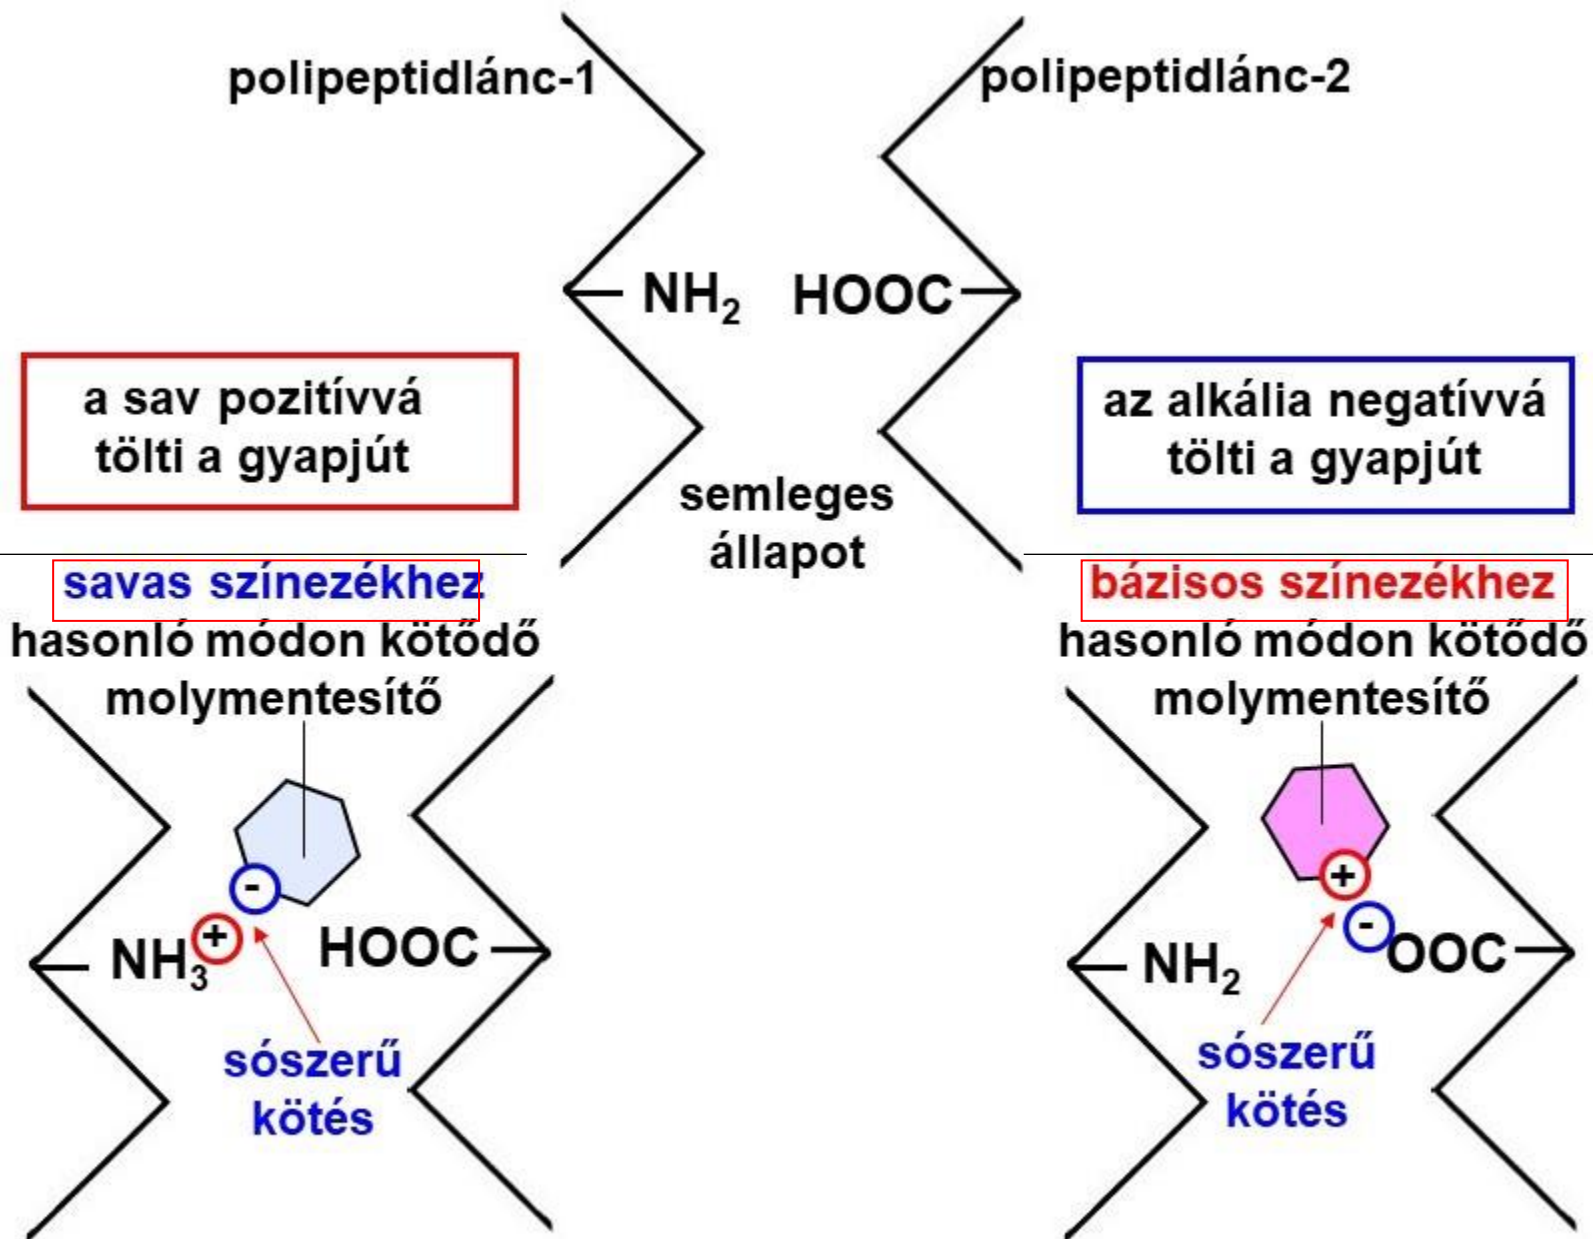 polipeptidlánc-1
polipeptidlánc-2
NH₂ HOOC
a sav pozitívvá
tölti a gyapjút
az alkália negatívvá
tölti a gyapjút
semleges
állapot
savas színezékhez
hasonló módon kötődő
molymentesítő
-
NH₃ + HOOC
sószerű
kötés
bázisos színezékhez
hasonló módon kötődő
molymentesítő
+
NH₂ - OOC
sószerű
kötés